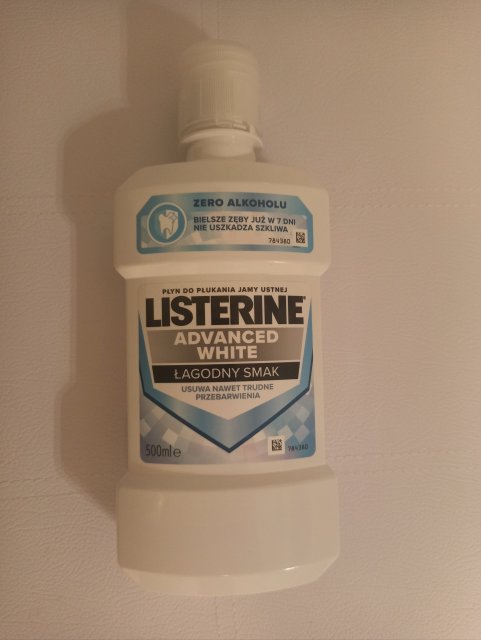 ZERO ALKOHOLU
BIELSZE ZĘBY JUŻ W 7 DNI
NIE USZKADZA SZKLIWA
784380
PŁYN DO PŁUKANIA JAMY USTNEJ
LISTERINE®
ADVANCED
WHITE
ŁAGODNY SMAK
USUWA NAWET TRUDNE
PRZEBARWIENIA
500ml e
784380